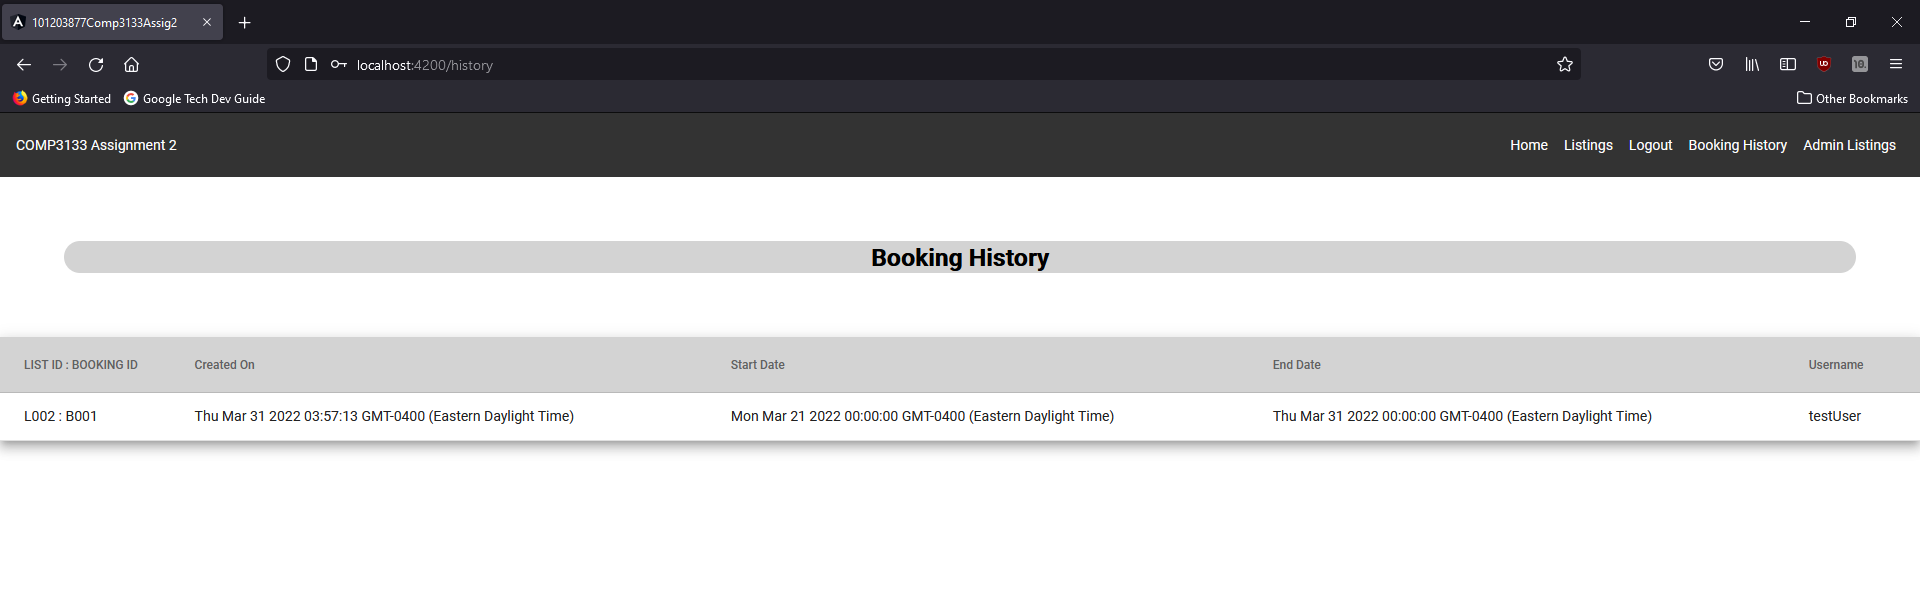 101203877Comp3133Assig2
localhost:4200/history
Getting Started Google Tech Dev Guide Other Bookmarks
COMP3133 Assignment 2 Home Listings Logout Booking History Admin Listings
Booking History
LIST ID : BOOKING ID Created On Start Date End Date Username
L002 : B001 Thu Mar 31 2022 03:57:13 GMT-0400 (Eastern Daylight Time) Mon Mar 21 2022 00:00:00 GMT-0400 (Eastern Daylight Time) Thu Mar 31 2022 00:00:00 GMT-0400 (Eastern Daylight Time) testUser